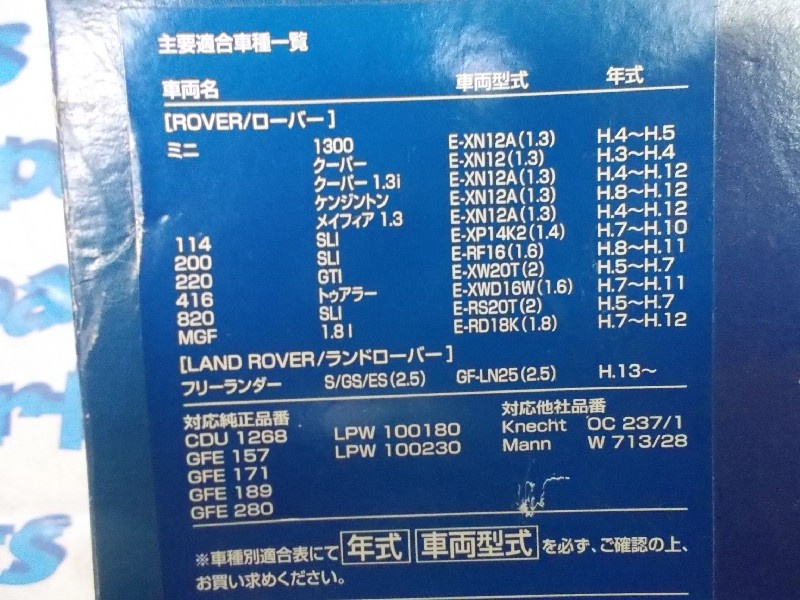 主要適合車種一覧
車両名 車両型式 年式
[ROVER/ローバー]
ミニ 1300 E-XN12A(1.3) H.4〜H.5
クーパー E-XN12(1.3) H.3〜H.4
クーパー 1.3i E-XN12A(1.3) H.4〜H.12
ケンジントン E-XN12A(1.3) H.8〜H.12
メイフィア 1.3 E-XN12A(1.3) H.4〜H.12
114 SLI E-XP14K2(1.4) H.7〜H.10
200 SLI E-RF16(1.6) H.8〜H.11
220 GTI E-XW20T(2) H.5〜H.7
416 トゥアラー E-XWD16W(1.6) H.7〜H.11
820 SLI E-RS20T(2) H.5〜H.7
MGF 1.8 I E-RD18K(1.8) H.7〜H.12
[LAND ROVER/ランドローバー]
フリーランダー S/GS/ES(2.5) GF-LN25(2.5) H.13〜
対応純正品番 対応他社品番
CDU 1268 LPW 100180 Knecht OC 237/1
GFE 157 LPW 100230 Mann W 713/28
GFE 171
GFE 189
GFE 280
※車種別適合表にて 年式 車両型式 を必ず、ご確認の上、
お買い求めください。